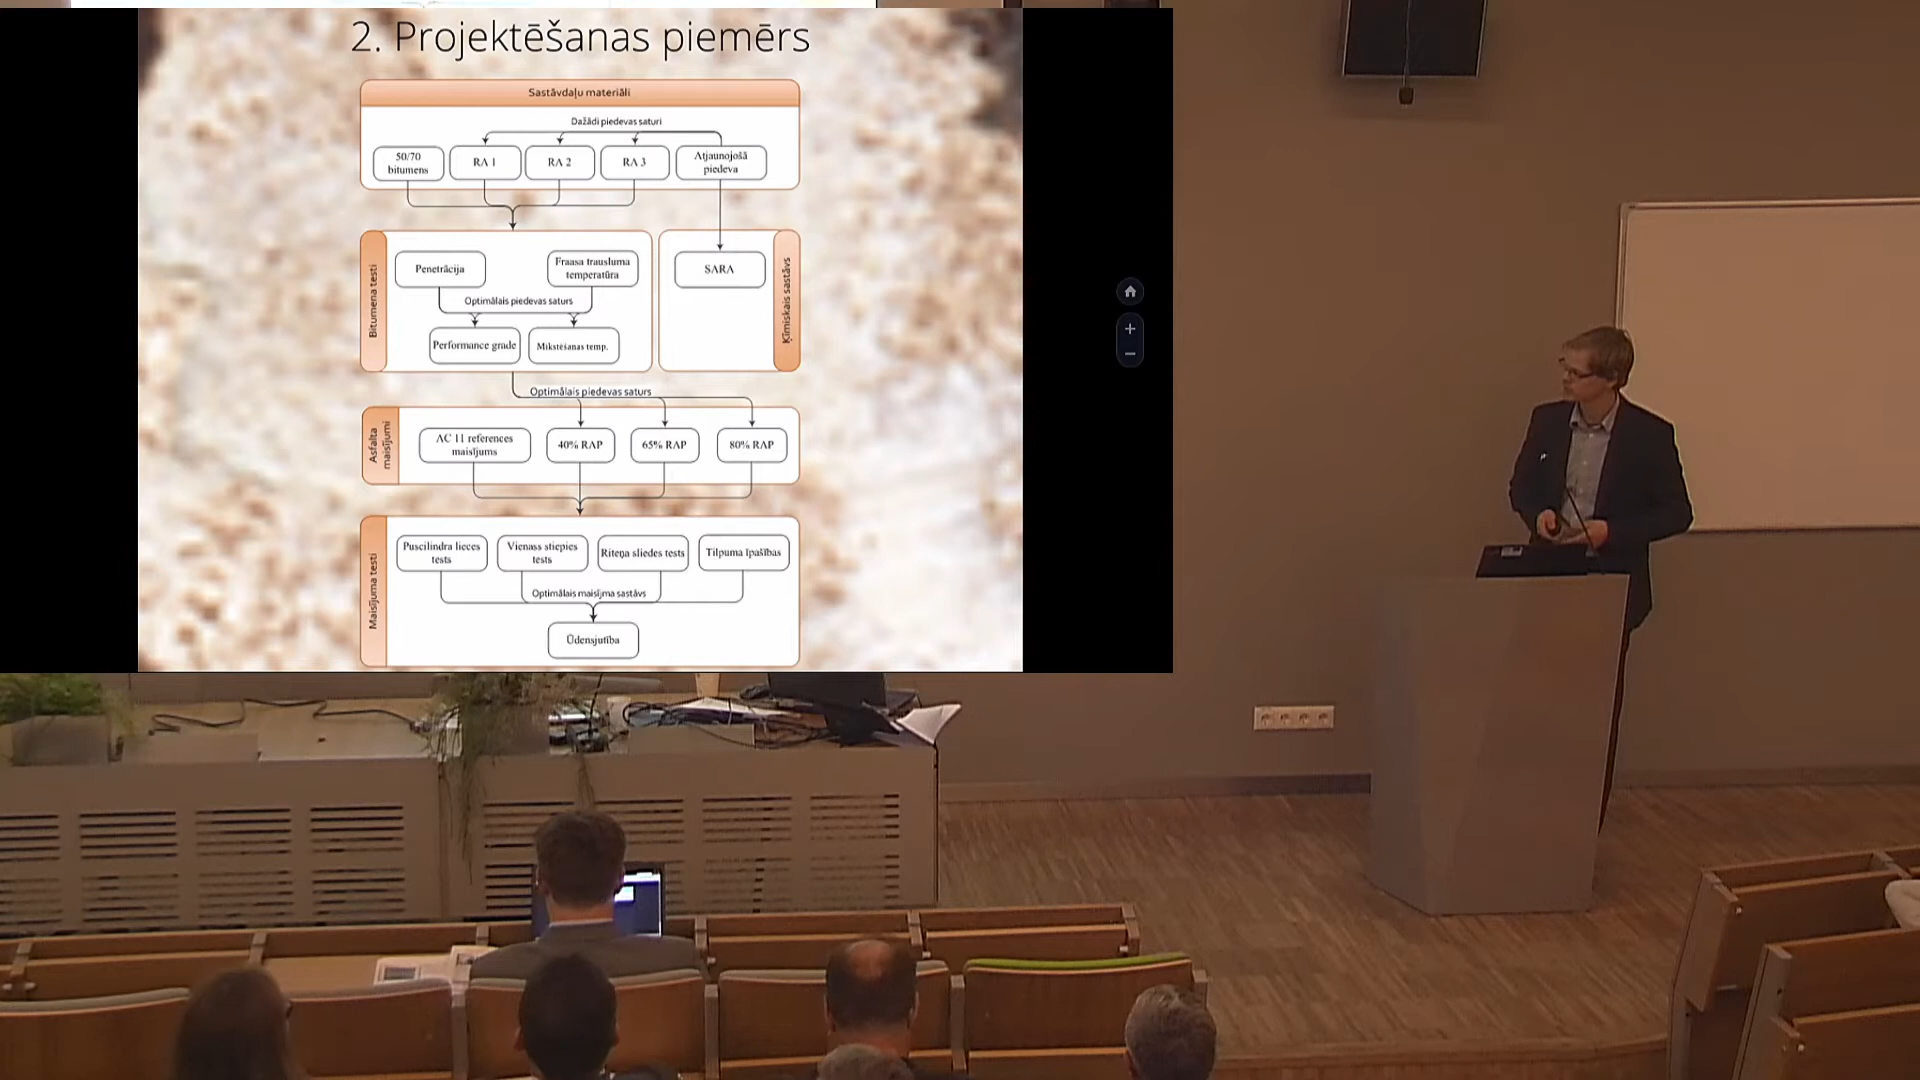 2. Projektēšanas piemērs
Sastāvdaļu materiāli
Dažādi piedevas saturi
50/70
bitumens
RA 1
RA 2
RA 3
Atjaunojošā
piedeva
Bitumena testi
Penetrācija
Fraasa trausluma
temperatūra
Optimālais piedevas saturs
Performance grade
Mīkstēšanas temp.
SARA
Ķīmiskais sastāvs
Optimālais piedevas saturs
Asfalta
maisījumi
AC 11 references
maisījums
40% RAP
65% RAP
80% RAP
Maisījuma testi
Puscilindra lieces
tests
Vienass stiepies
tests
Riteņa sliedes tests
Tilpuma īpašības
Optimālais maisījma sastāvs
Ūdensjutība